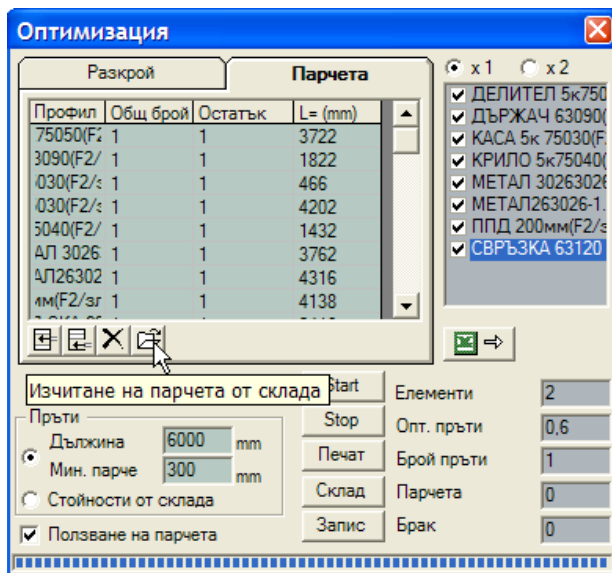 Оптимизация
Разкрой
Парчета
x 1
x 2
Профил Общ брой Остатък L= (mm)
75050(F2 1 1 3722
3090(F2/ 1 1 1822
030(F2/з 1 1 466
030(F2/з 1 1 4202
5040(F2/ 1 1 1432
АЛ 3026 1 1 3762
АЛ26302 1 1 4316
мм(F2/зл 1 1 4138
ДЕЛИТЕЛ 5к750
ДЪРЖАЧ 63090(
КАСА 5к 75030(F
КРИЛО 5к75040(
МЕТАЛ 30263026
МЕТАЛ263026-1.
ППД 200мм(F2/з
СВРЪЗКА 63120
Изчитане на парчета от склада
Start
Stop
Печат
Склад
Запис
Пръти
Дължина 6000 mm
Мин. парче 300 mm
Стойности от склада
Ползване на парчета
Елементи 2
Опт. пръти 0,6
Брой пръти 1
Парчета 0
Брак 0